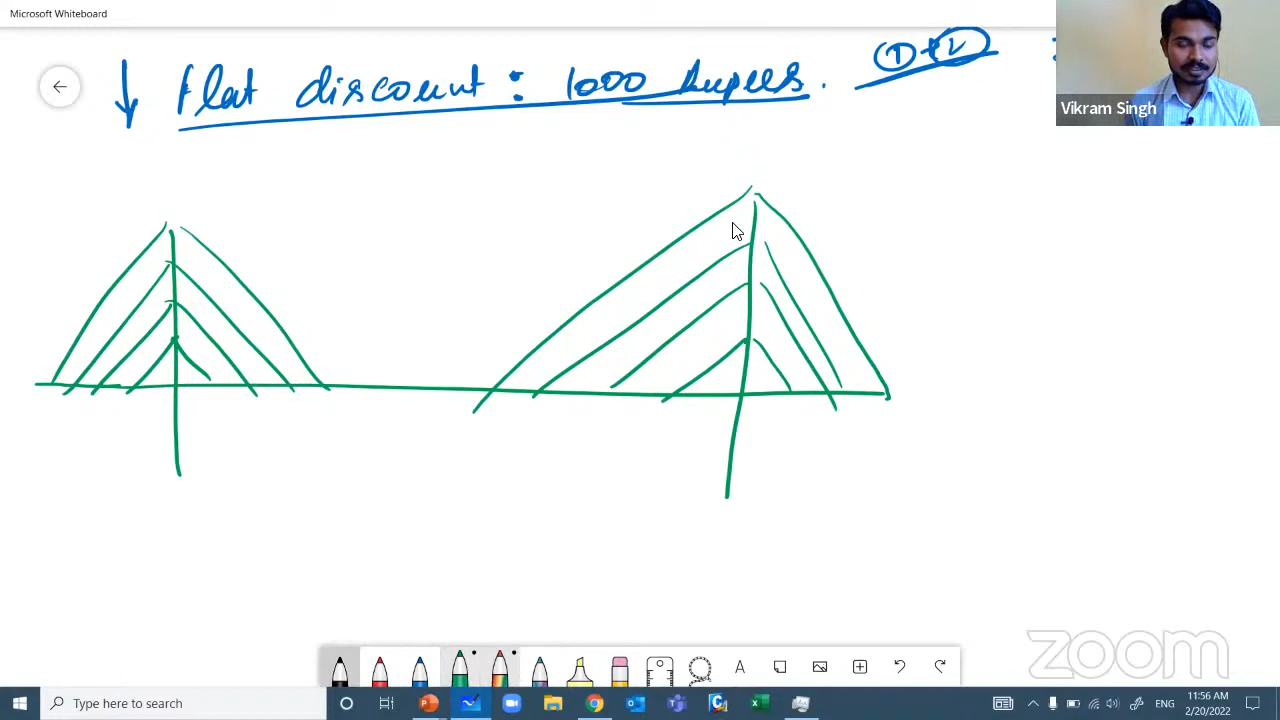 Microsoft Whiteboard
Flat discount : 1000 Rupees.
Vikram Singh
zoom
A
Type here to search
ENG
11:56 AM
2/20/2022